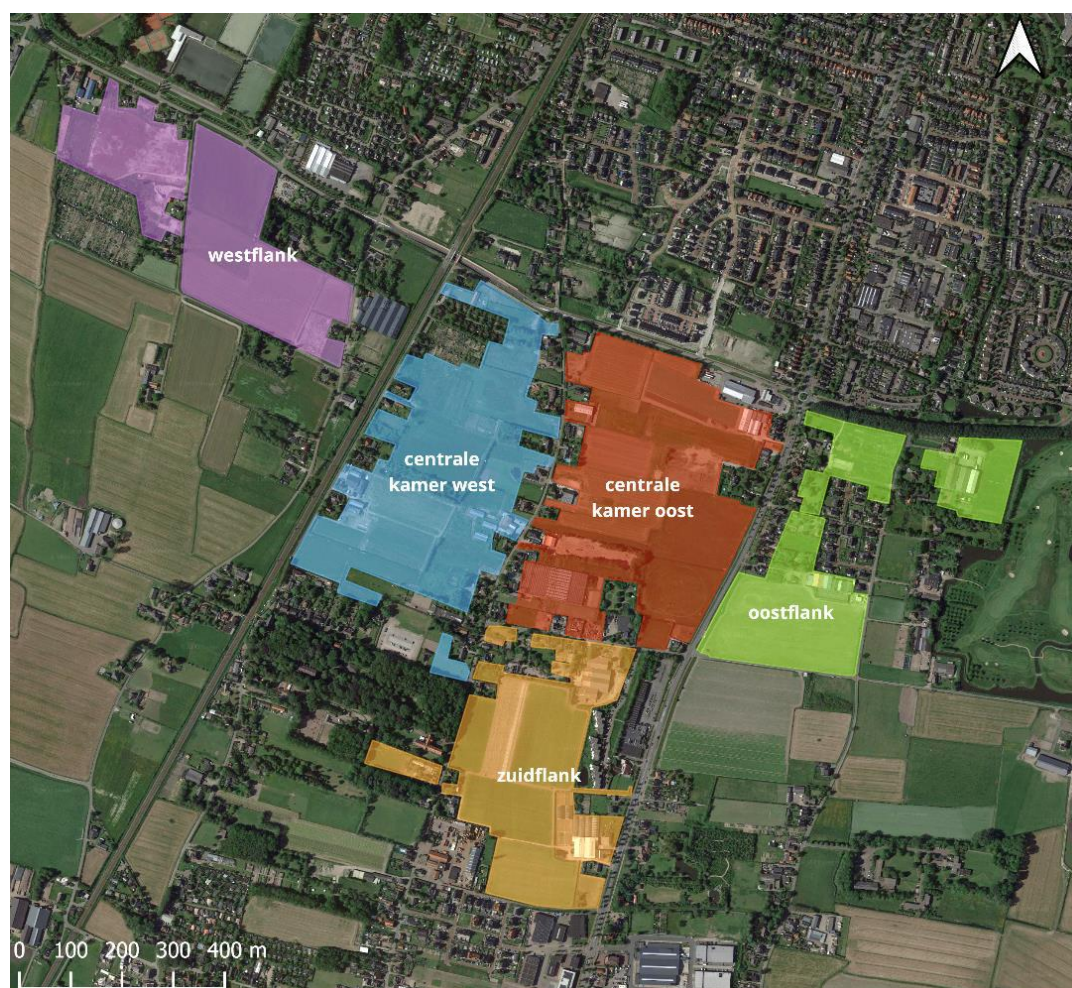 westflank
centrale
kamer west
centrale
kamer oost
oostflank
zuidflank
0 100 200 300 400 m